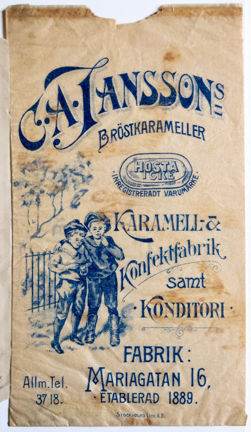 C.A. JANSSONS
BRÖSTKARAMELLER
HOSTA
ICKE
INREGISTRERADT VARUMÄRKE
KARAMELL- &
Konfektfabrik
samt
KONDITORI
FABRIK:
Allm. Tel. MARIAGATAN 16,
3718. ETABLERAD 1889.